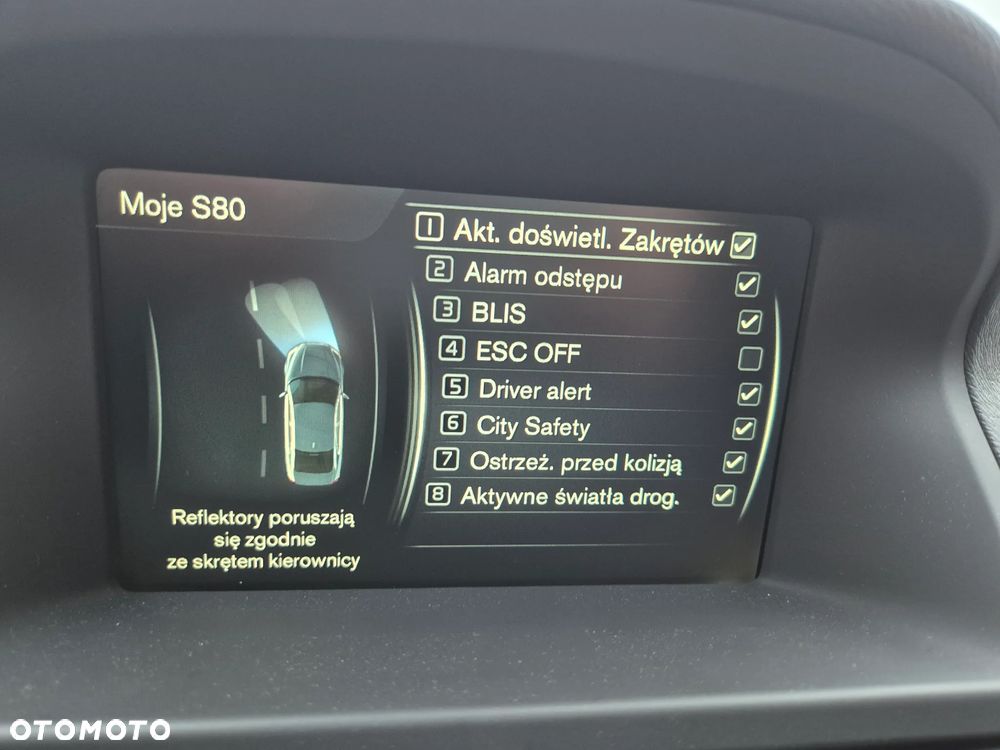 Moje S80
1 Akt. doświetl. Zakrętów
2 Alarm odstępu
3 BLIS
4 ESC OFF
5 Driver alert
6 City Safety
7 Ostrzeż. przed kolizją
8 Aktywne światła drog.
Reflektory poruszają
się zgodnie
ze skrętem kierownicy
OTOMOTO